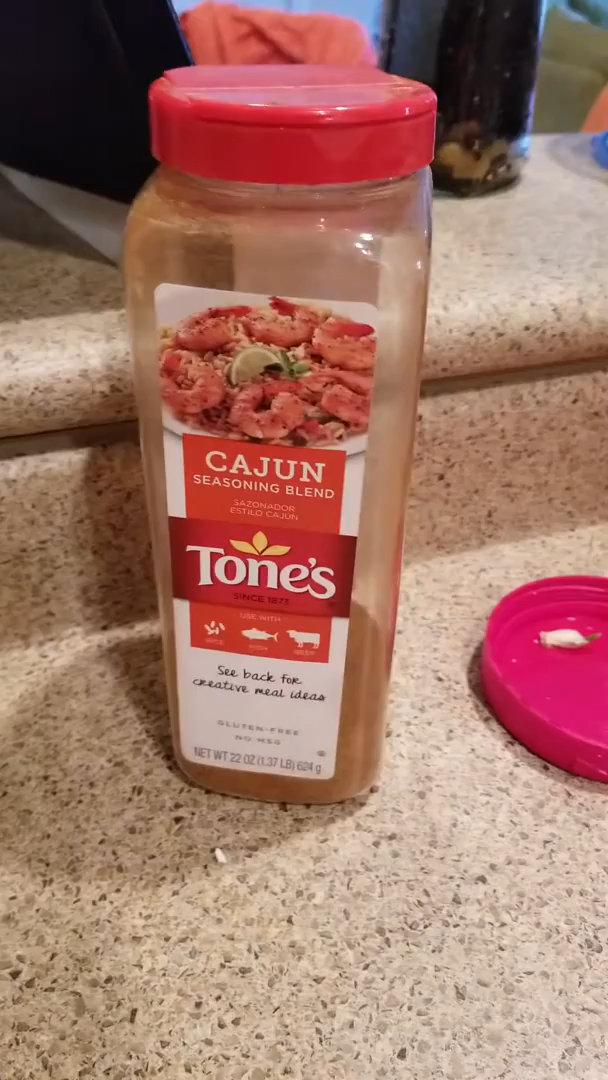 CAJUN
SEASONING BLEND
SAZONADOR
ESTILO CAJUN
TONE'S
SINCE 1873
USE WITH
See back for
creative meal ideas
GLUTEN-FREE
NO MSG
NET WT 22 OZ (1.37 LB) 624 g